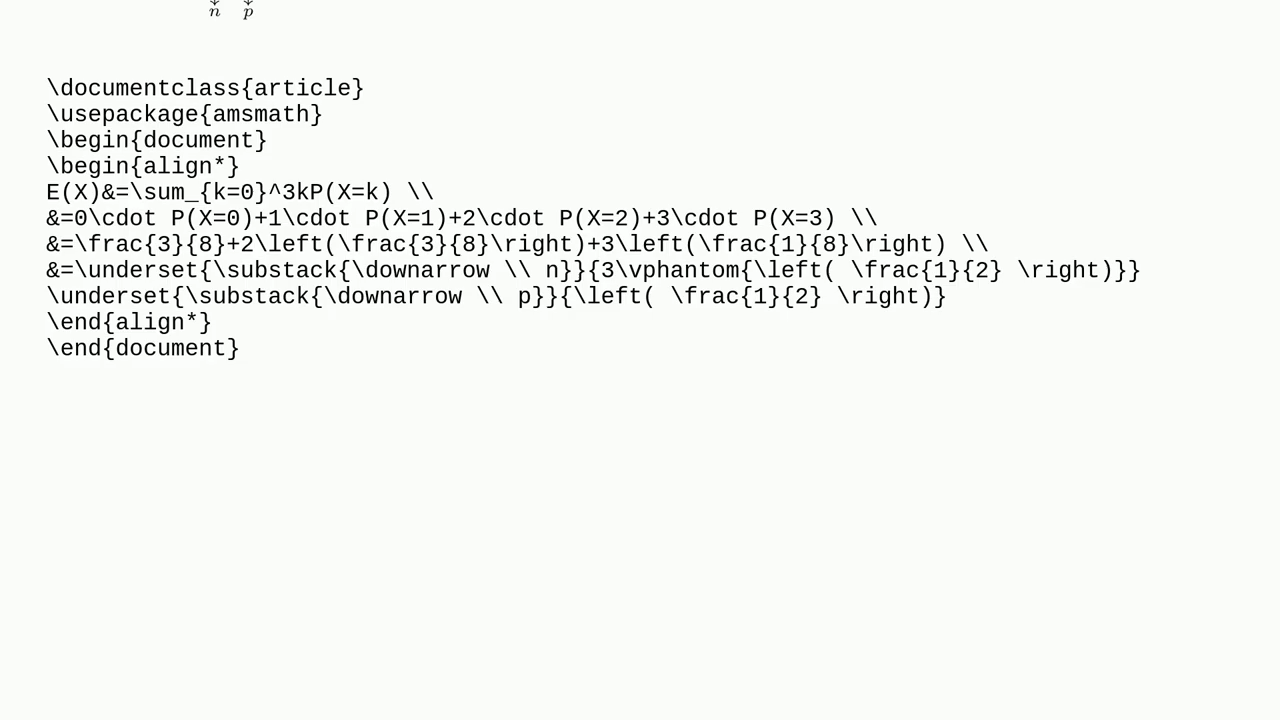 n p
\documentclass{article}
\usepackage{amsmath}
\begin{document}
\begin{align*}
E(X)&=\sum_{k=0}^3kP(X=k) \\
&=0\cdot P(X=0)+1\cdot P(X=1)+2\cdot P(X=2)+3\cdot P(X=3) \\
&=\frac{3}{8}+2\left(\frac{3}{8}\right)+3\left(\frac{1}{8}\right) \\
&=\underset{\substack{\downarrow \\ n}}{3\vphantom{\left( \frac{1}{2} \right)}}
\underset{\substack{\downarrow \\ p}}{\left( \frac{1}{2} \right)}
\end{align*}
\end{document}